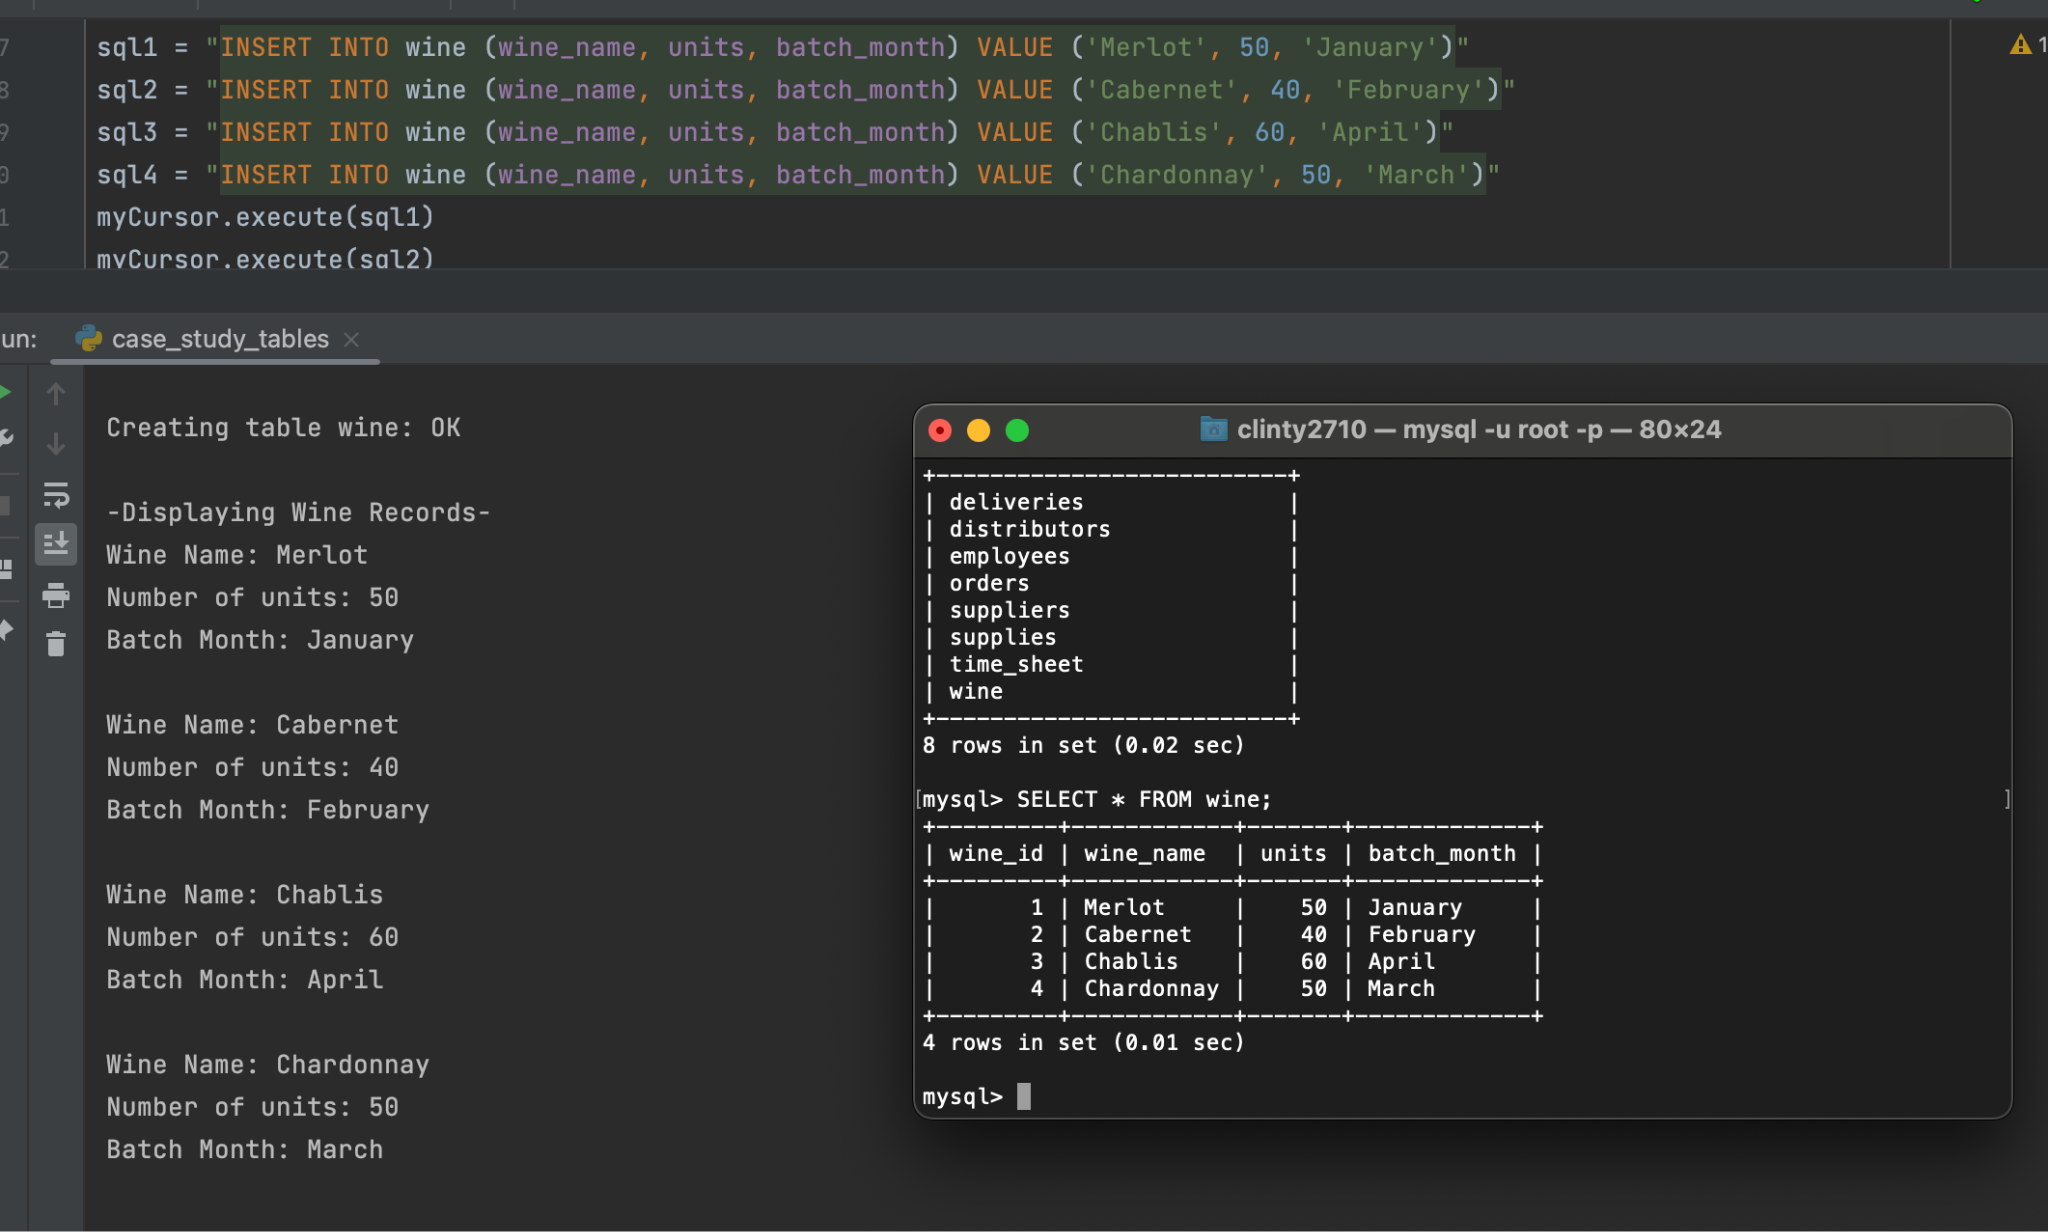 7 sql1 = "INSERT INTO wine (wine_name, units, batch_month) VALUE ('Merlot', 50, 'January')"
8 sql2 = "INSERT INTO wine (wine_name, units, batch_month) VALUE ('Cabernet', 40, 'February')"
9 sql3 = "INSERT INTO wine (wine_name, units, batch_month) VALUE ('Chablis', 60, 'April')"
0 sql4 = "INSERT INTO wine (wine_name, units, batch_month) VALUE ('Chardonnay', 50, 'March')"
1 myCursor.execute(sql1)
2 myCursor.execute(sql2)
1
un: case_study_tables ×
Creating table wine: OK
-Displaying Wine Records-
Wine Name: Merlot
Number of units: 50
Batch Month: January
Wine Name: Cabernet
Number of units: 40
Batch Month: February
Wine Name: Chablis
Number of units: 60
Batch Month: April
Wine Name: Chardonnay
Number of units: 50
Batch Month: March
clinty2710 — mysql -u root -p — 80×24
+--------------------------+
| deliveries |
| distributors |
| employees |
| orders |
| suppliers |
| supplies |
| time_sheet |
| wine |
+--------------------------+
8 rows in set (0.02 sec)
[mysql> SELECT * FROM wine; ]
+---------+------------+-------+-------------+
| wine_id | wine_name | units | batch_month |
+---------+------------+-------+-------------+
| 1 | Merlot | 50 | January |
| 2 | Cabernet | 40 | February |
| 3 | Chablis | 60 | April |
| 4 | Chardonnay | 50 | March |
+---------+------------+-------+-------------+
4 rows in set (0.01 sec)
mysql>